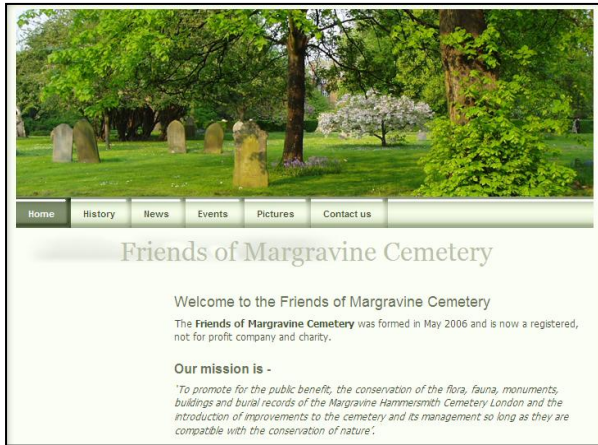 Home History News Events Pictures Contact us
Friends of Margravine Cemetery
Welcome to the Friends of Margravine Cemetery
The Friends of Margravine Cemetery was formed in May 2006 and is now a registered,
not for profit company and charity.
Our mission is -
'To promote for the public benefit, the conservation of the flora, fauna, monuments,
buildings and burial records of the Margravine Hammersmith Cemetery London and the
introduction of improvements to the cemetery and its management so long as they are
compatible with the conservation of nature'.